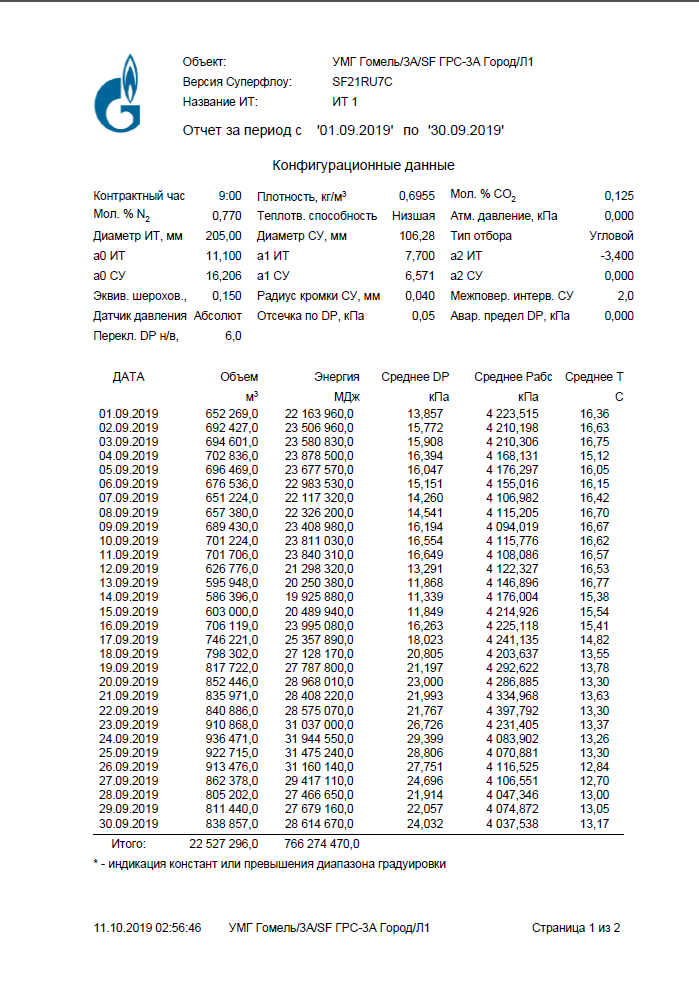 Объект: УМГ Гомель/3А/SF ГРС-3А Город/Л1
Версия Суперфлоу: SF21RU7C
Название ИТ: ИТ 1
Отчет за период с '01.09.2019' по '30.09.2019'
Конфигурационные данные
Контрактный час 9:00 Плотность, кг/м³ 0,6955 Мол. % CO₂ 0,125
Мол. % N₂ 0,770 Теплотв. способность Низшая Атм. давление, кПа 0,000
Диаметр ИТ, мм 205,00 Диаметр СУ, мм 106,28 Тип отбора Угловой
а0 ИТ 11,100 а1 ИТ 7,700 а2 ИТ -3,400
а0 СУ 16,206 а1 СУ 6,571 а2 СУ 0,000
Эквив. шерохов., 0,150 Радиус кромки СУ, мм 0,040 Межповер. интерв. СУ 2,0
Датчик давления Абсолют Отсечка по DP, кПа 0,05 Авар. предел DP, кПа 0,000
Перекл. DP н/в, 6,0
ДАТА Объем Энергия Среднее DP Среднее Рабс Среднее Т
м³ МДж кПа кПа С
01.09.2019 652 269,0 22 163 960,0 13,857 4 223,515 16,36
02.09.2019 692 427,0 23 506 960,0 15,772 4 210,198 16,63
03.09.2019 694 601,0 23 580 830,0 15,908 4 210,306 16,75
04.09.2019 702 836,0 23 878 500,0 16,394 4 168,131 15,12
05.09.2019 696 469,0 23 677 570,0 16,047 4 176,297 16,05
06.09.2019 676 536,0 22 983 530,0 15,151 4 155,016 16,15
07.09.2019 651 224,0 22 117 320,0 14,260 4 106,982 16,42
08.09.2019 657 380,0 22 326 200,0 14,541 4 115,205 16,70
09.09.2019 689 430,0 23 408 980,0 16,194 4 094,019 16,67
10.09.2019 701 224,0 23 811 030,0 16,554 4 115,776 16,62
11.09.2019 701 706,0 23 840 310,0 16,649 4 108,086 16,57
12.09.2019 626 776,0 21 298 320,0 13,291 4 122,327 16,53
13.09.2019 595 948,0 20 250 380,0 11,868 4 146,896 16,77
14.09.2019 586 396,0 19 925 880,0 11,339 4 176,004 15,38
15.09.2019 603 000,0 20 489 940,0 11,849 4 214,926 15,54
16.09.2019 706 119,0 23 995 080,0 16,263 4 225,118 15,41
17.09.2019 746 221,0 25 357 890,0 18,023 4 241,135 14,82
18.09.2019 798 302,0 27 128 170,0 20,805 4 203,637 13,55
19.09.2019 817 722,0 27 787 800,0 21,197 4 292,622 13,78
20.09.2019 852 446,0 28 968 010,0 23,000 4 286,885 13,30
21.09.2019 835 971,0 28 408 220,0 21,993 4 334,968 13,63
22.09.2019 840 886,0 28 575 070,0 21,767 4 397,792 13,30
23.09.2019 910 868,0 31 037 000,0 26,726 4 231,405 13,37
24.09.2019 936 471,0 31 944 550,0 29,399 4 083,902 13,26
25.09.2019 922 715,0 31 475 240,0 28,806 4 070,881 13,30
26.09.2019 913 476,0 31 160 140,0 27,751 4 116,525 12,84
27.09.2019 862 378,0 29 417 110,0 24,696 4 106,551 12,70
28.09.2019 805 202,0 27 466 650,0 21,914 4 047,346 13,00
29.09.2019 811 440,0 27 679 160,0 22,057 4 074,872 13,05
30.09.2019 838 857,0 28 614 670,0 24,032 4 037,538 13,17
Итого: 22 527 296,0 766 274 470,0
* - индикация констант или превышения диапазона градуировки
11.10.2019 02:56:46 УМГ Гомель/3А/SF ГРС-3А Город/Л1 Страница 1 из 2